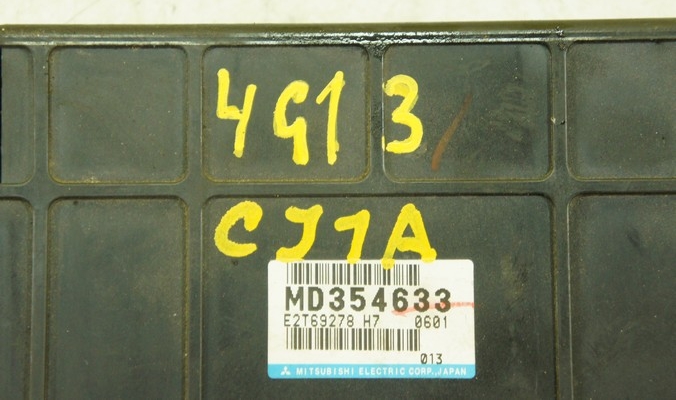 4G13
CJ1A
MD354633
E2T69278 H7 0601
013
MITSUBISHI ELECTRIC CORP.,JAPAN